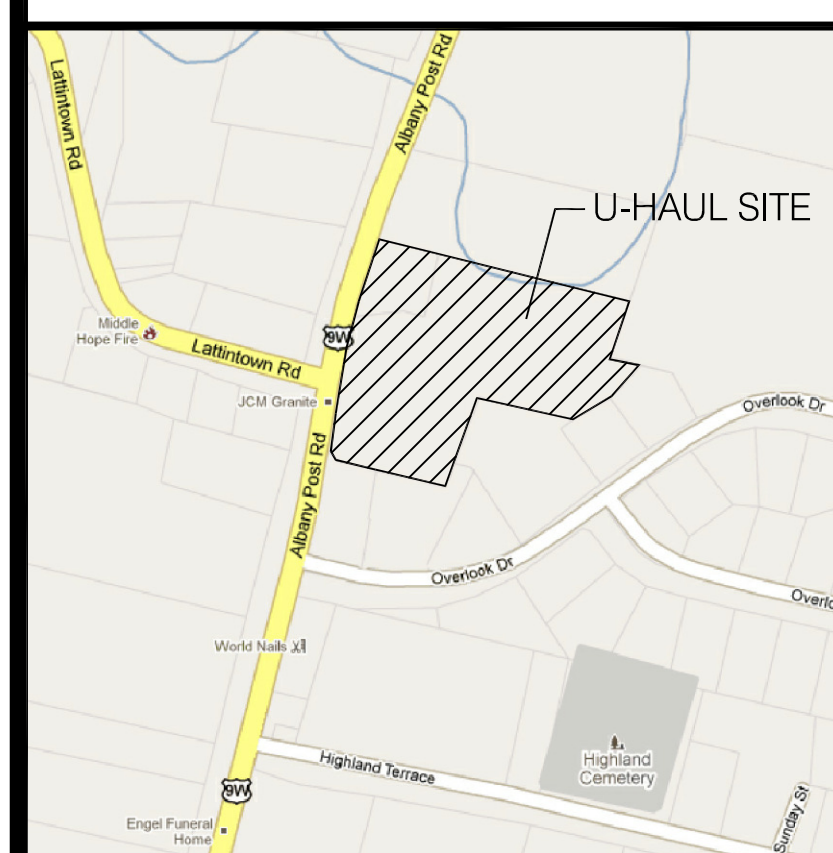 Lattintown Rd
Albany Post Rd
U-HAUL SITE
Middle
Hope Fire
9W
Lattintown Rd
JCM Granite
Overlook Dr
Albany Post Rd
Overlook Dr
Overlo
World Nails
Highland
Cemetery
Highland Terrace
9W
Sunday St
Engel Funeral
Home